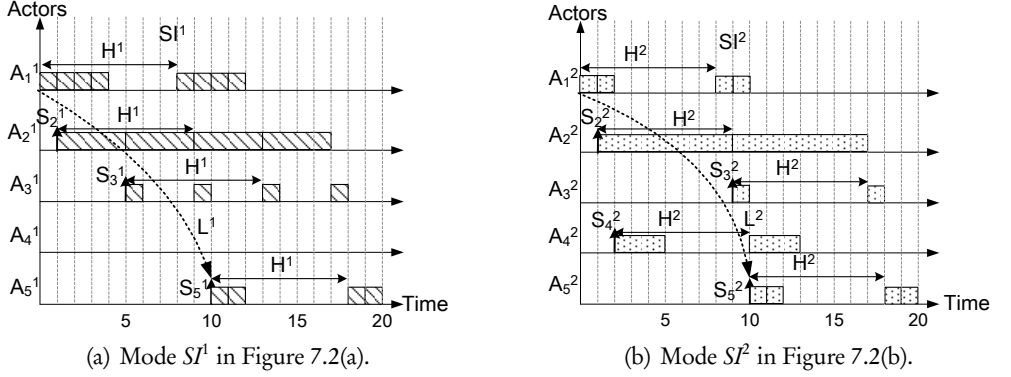 Actors
SI¹
H¹
A₁¹
S₂¹
H¹
A₂¹
S₃¹
H¹
A₃¹
L¹
A₄¹
H¹
A₅¹
S₅¹
Time
5 10 15 20
(a) Mode SI¹ in Figure 7.2(a).
Actors
SI²
H²
A₁²
S₂²
H²
A₂²
S₃²
H²
A₃²
S₄²
H²
L²
A₄²
H²
A₅²
S₅²
Time
5 10 15 20
(b) Mode SI² in Figure 7.2(b).